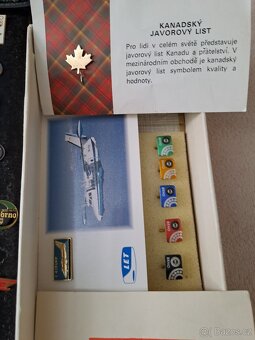 KANADSKÝ
JAVOROVÝ LIST
Pro lidi v celém světě představuje
javorový list Kanadu a přátelství. V
mezinárodním obchodě je kanadský
javorový list symbolem kvality a
hodnoty.
LET
Brno